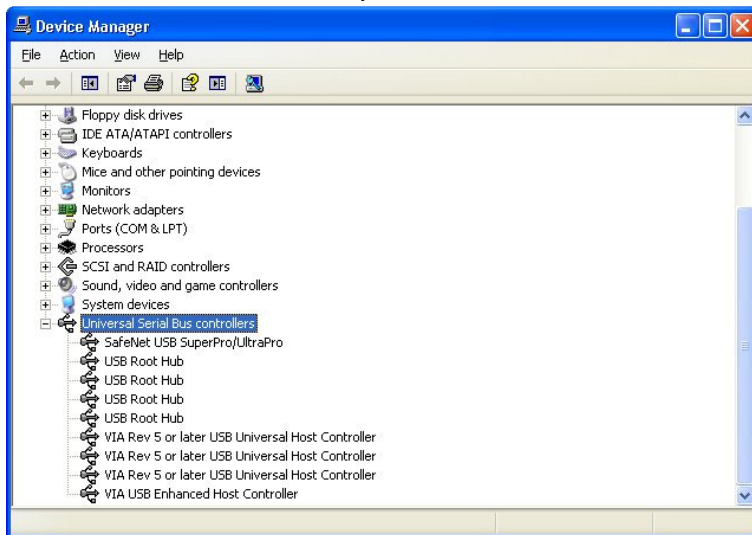 Device Manager
File Action View Help
Floppy disk drives
IDE ATA/ATAPI controllers
Keyboards
Mice and other pointing devices
Monitors
Network adapters
Ports (COM & LPT)
Processors
SCSI and RAID controllers
Sound, video and game controllers
System devices
Universal Serial Bus controllers
SafeNet USB SuperPro/UltraPro
USB Root Hub
USB Root Hub
USB Root Hub
USB Root Hub
VIA Rev 5 or later USB Universal Host Controller
VIA Rev 5 or later USB Universal Host Controller
VIA Rev 5 or later USB Universal Host Controller
VIA USB Enhanced Host Controller